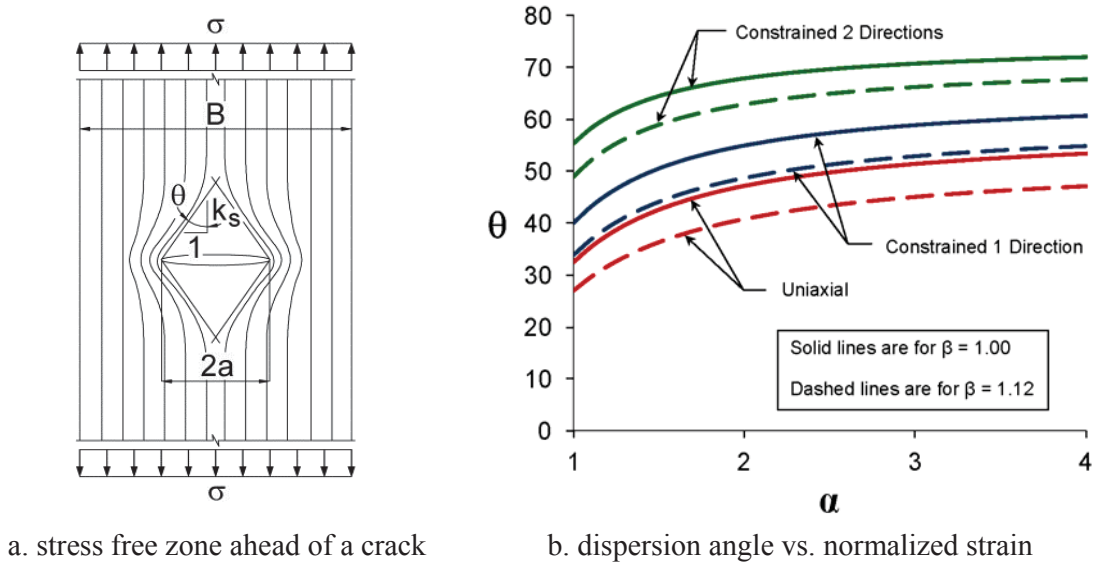 σ
B
θ
k_s
1
2a
σ
80
70
60
50
40
30
20
10
0
θ
1
2
3
4
α
Constrained 2 Directions
Constrained 1 Direction
Uniaxial
Solid lines are for β = 1.00
Dashed lines are for β = 1.12
a. stress free zone ahead of a crack
b. dispersion angle vs. normalized strain